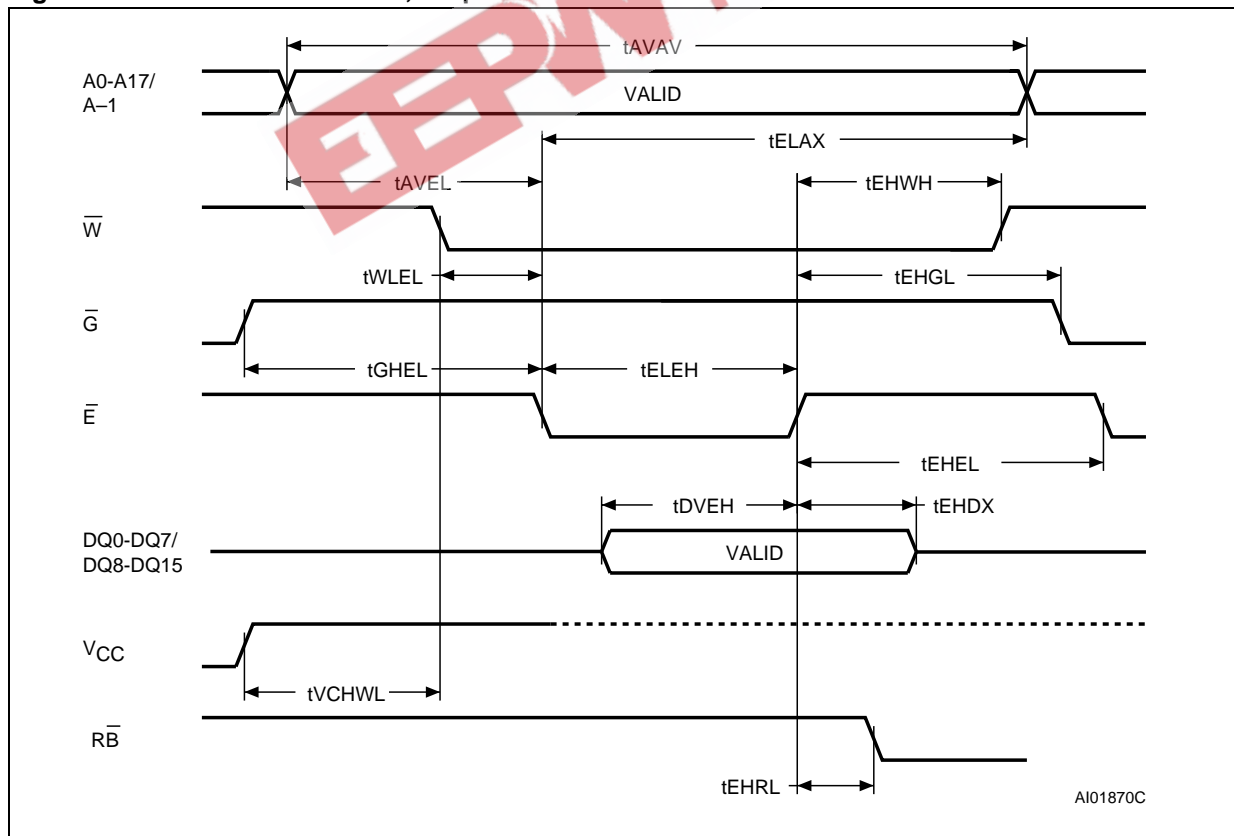 tAVAV
A0-A17/
A–1
VALID
tELAX
tAVEL
tEHWH
W̅
tWLEL
tEHGL
G̅
tGHEL
tELEH
E̅
tEHEL
tDVEH
tEHDX
DQ0-DQ7/
DQ8-DQ15
VALID
VCC
tVCHWL
RB̅
tEHRL
AI01870C